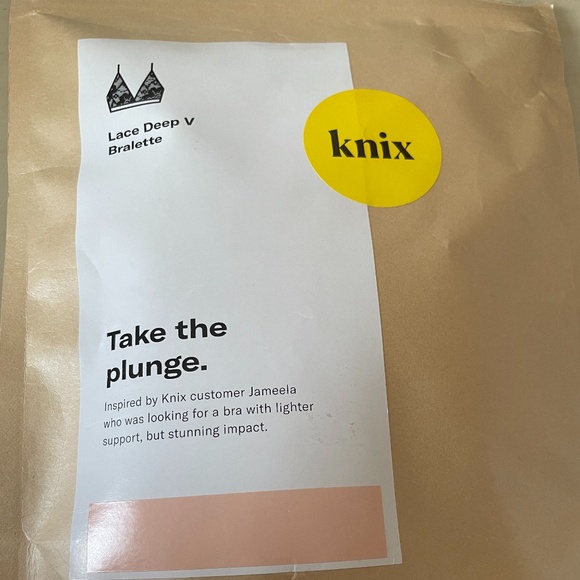 Lace Deep V
Bralette
knix
Take the
plunge.
Inspired by Knix customer Jameela
who was looking for a bra with lighter
support, but stunning impact.